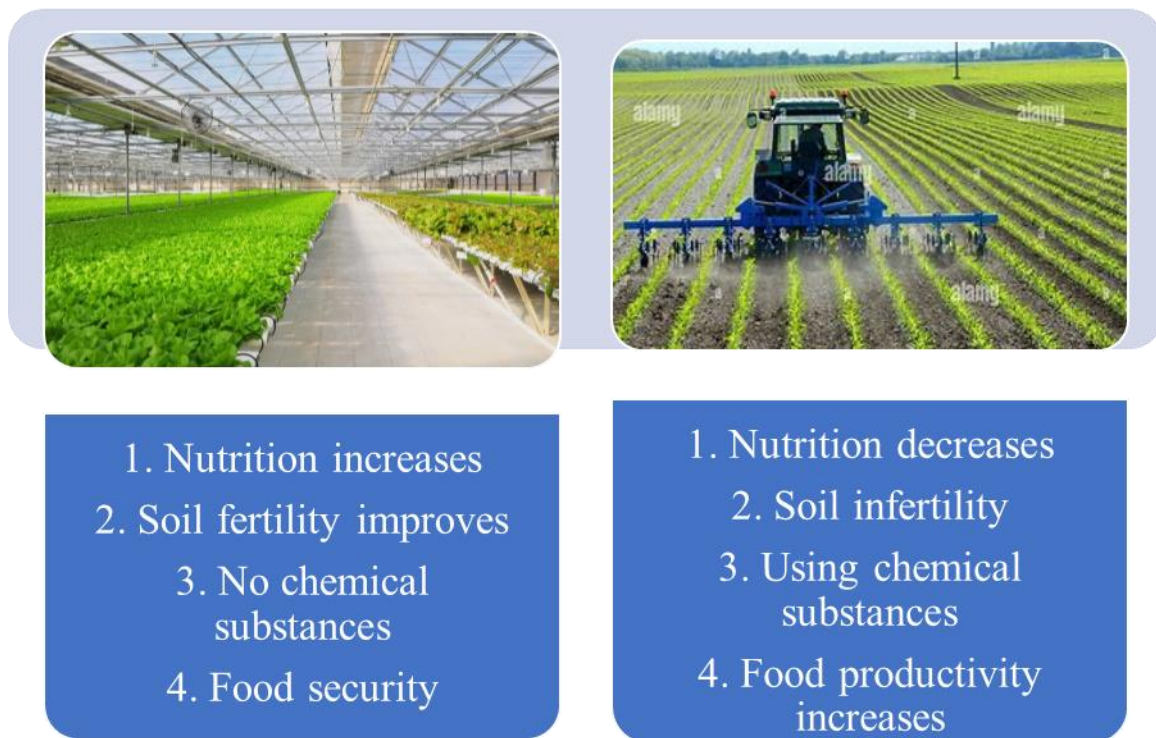 alamy
a
alamy
a
alamy
a
a
a
a
a
alamy
1. Nutrition increases
2. Soil fertility improves
3. No chemical
substances
4. Food security
1. Nutrition decreases
2. Soil infertility
3. Using chemical
substances
4. Food productivity
increases